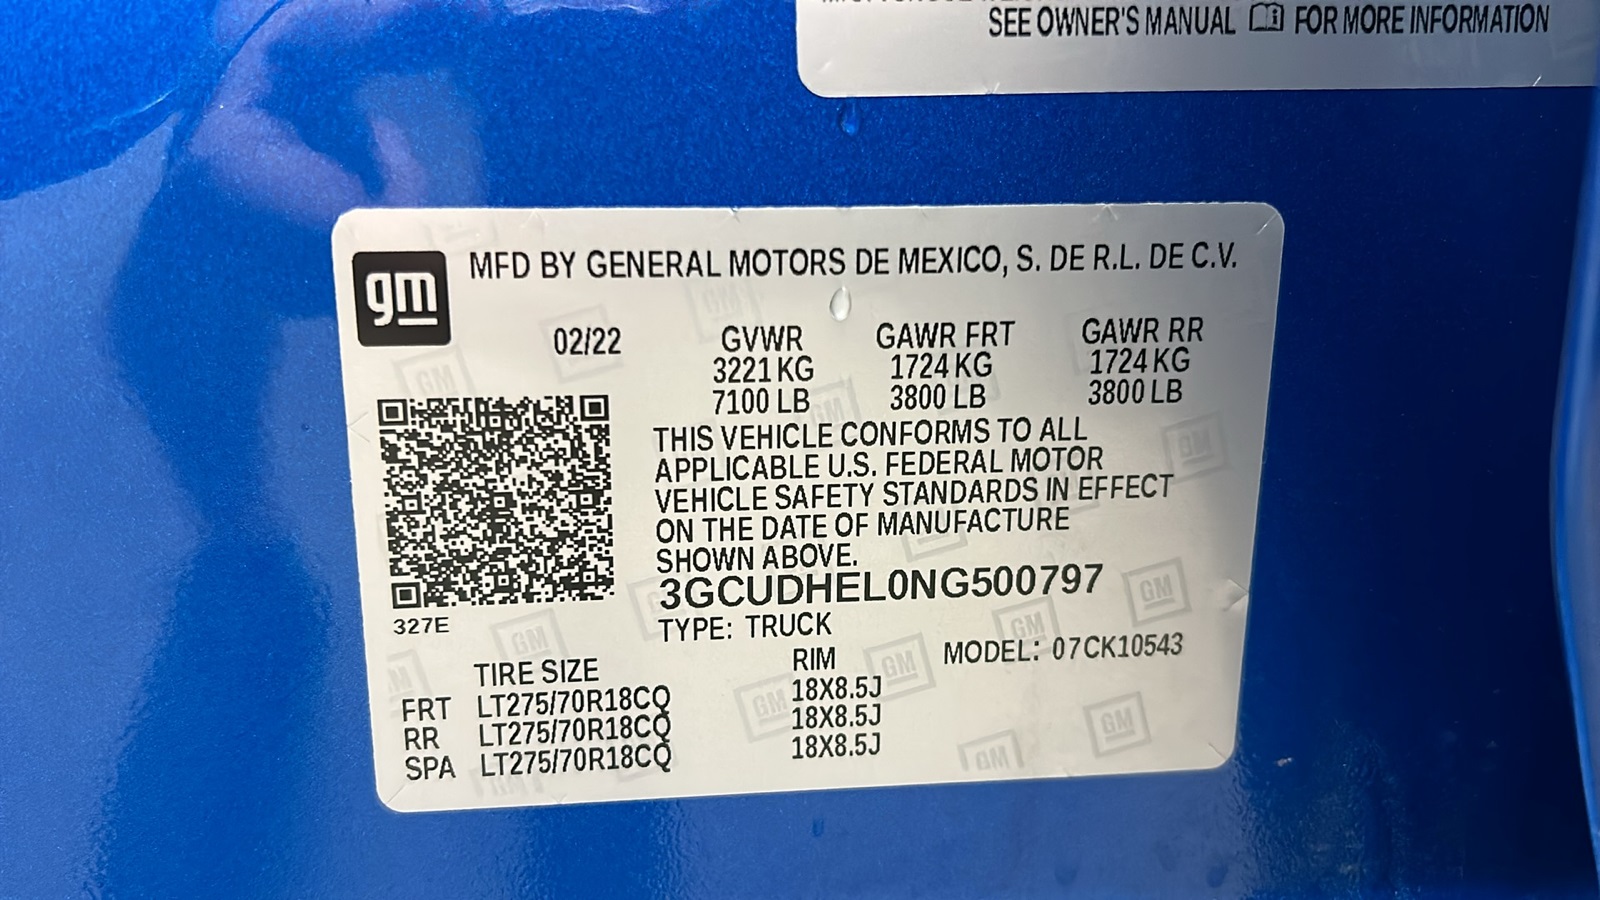 SEE OWNER'S MANUAL FOR MORE INFORMATION
gm
MFD BY GENERAL MOTORS DE MEXICO, S. DE R.L. DE C.V.
02/22 GVWR GAWR FRT GAWR RR
3221 KG 1724 KG 1724 KG
7100 LB 3800 LB 3800 LB
THIS VEHICLE CONFORMS TO ALL
APPLICABLE U.S. FEDERAL MOTOR
VEHICLE SAFETY STANDARDS IN EFFECT
ON THE DATE OF MANUFACTURE
SHOWN ABOVE.
3GCUDHEL0NG500797
327E
TYPE: TRUCK
MODEL: 07CK10543
TIRE SIZE RIM
FRT LT275/70R18CQ 18X8.5J
RR LT275/70R18CQ 18X8.5J
SPA LT275/70R18CQ 18X8.5J